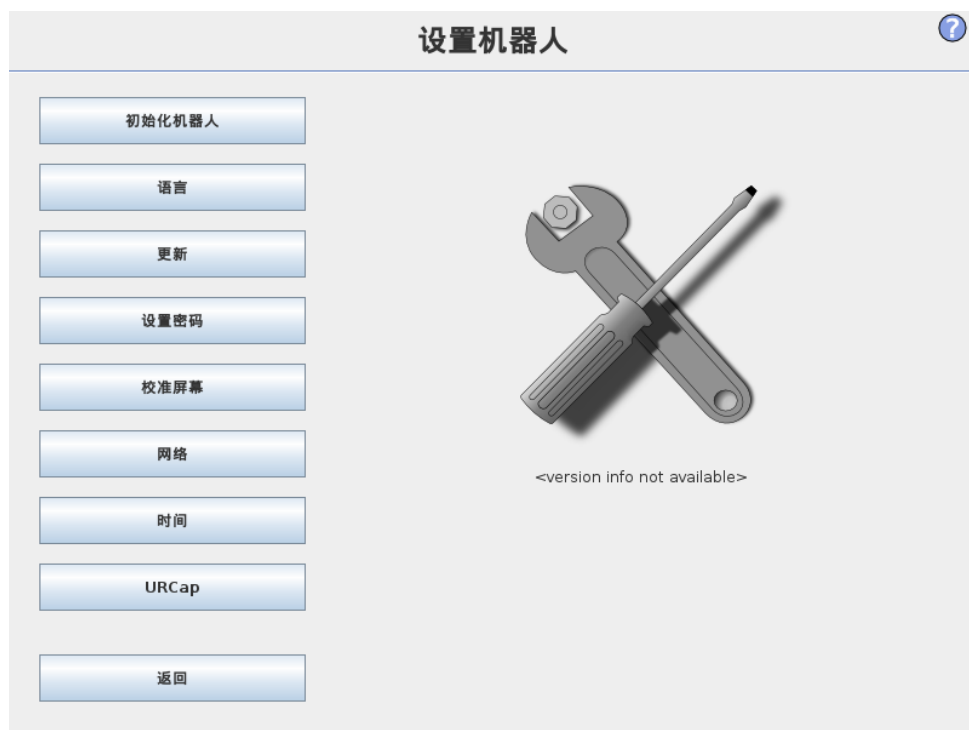 设置机器人
?
初始化机器人
语言
更新
设置密码
校准屏幕
网络
时间
URCap
返回
<version info not available>